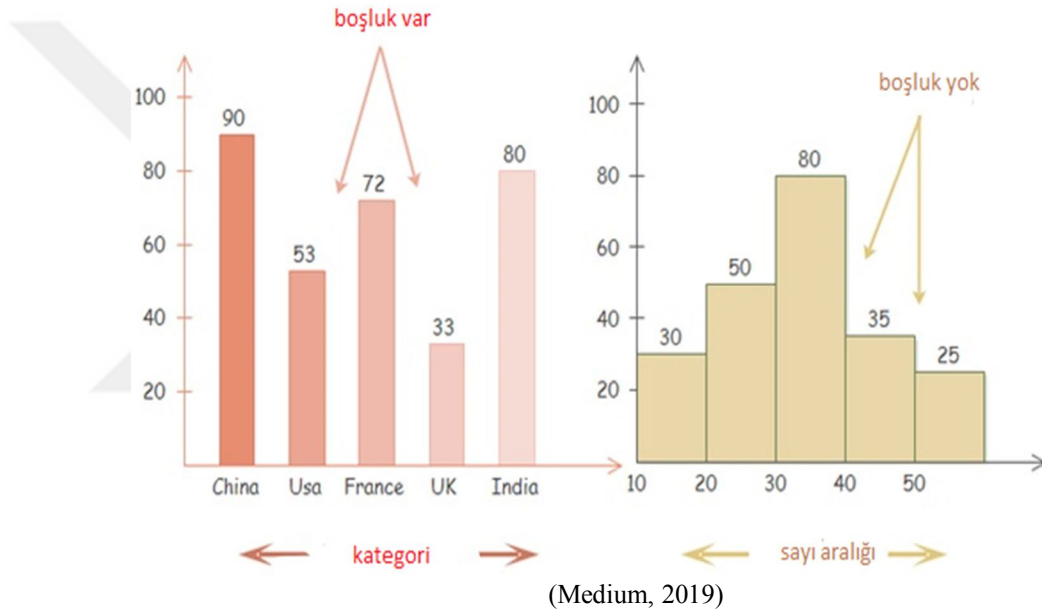 boşluk var
100
90
80
72
60
53
40
33
20
80
China Usa France UK India
kategori
boşluk yok
100
80
80
60
50
40
35
30
25
20
10 20 30 40 50
sayı aralığı
(Medium, 2019)